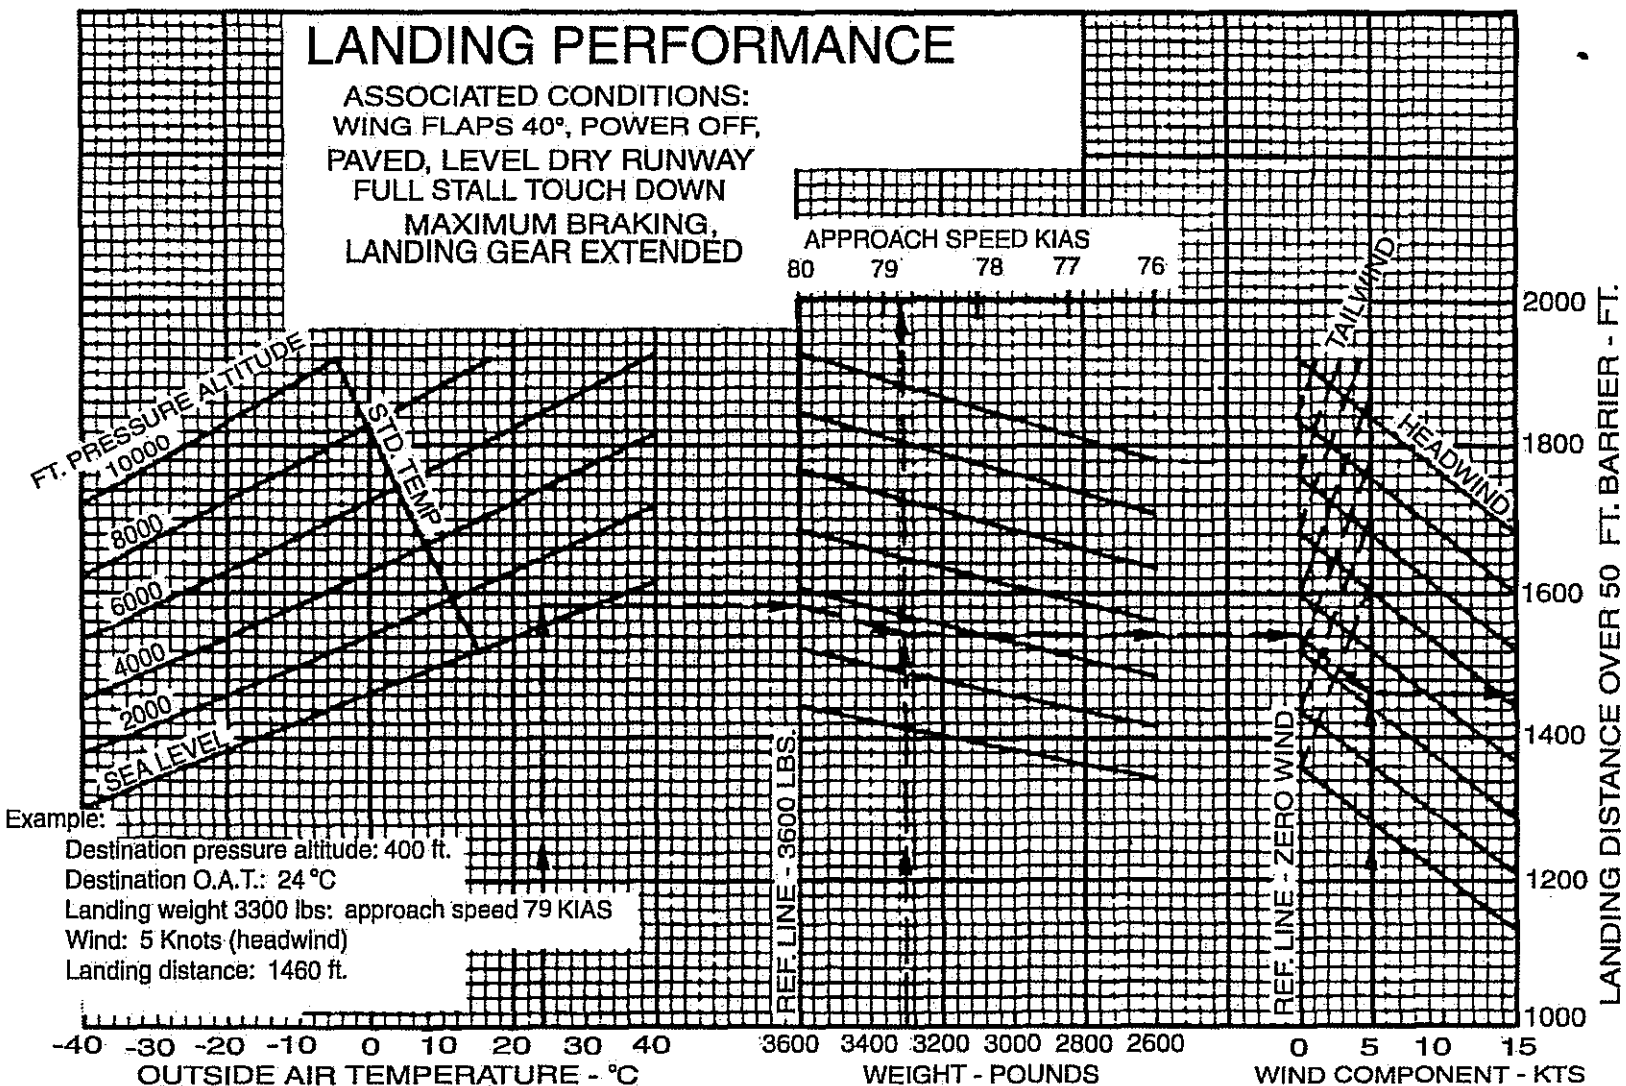 LANDING PERFORMANCE
ASSOCIATED CONDITIONS:
WING FLAPS 40°, POWER OFF,
PAVED, LEVEL DRY RUNWAY
FULL STALL TOUCH DOWN
MAXIMUM BRAKING,
LANDING GEAR EXTENDED
APPROACH SPEED KIAS
80 79 78 77 76
FT. PRESSURE ALTITUDE
10000
8000
6000
4000
2000
SEA LEVEL
STD. TEMP
REF. LINE - 3600 LBS.
REF. LINE - ZERO WIND
TAILWIND
HEADWIND
2000
1800
1600
1400
1200
1000
LANDING DISTANCE OVER 50 FT. BARRIER - FT.
Example:
Destination pressure altitude: 400 ft.
Destination O.A.T.: 24 °C
Landing weight 3300 lbs: approach speed 79 KIAS
Wind: 5 Knots (headwind)
Landing distance: 1460 ft.
-40 -30 -20 -10 0 10 20 30 40
3600 3400 3200 3000 2800 2600
0 5 10 15
OUTSIDE AIR TEMPERATURE - °C
WEIGHT - POUNDS
WIND COMPONENT - KTS